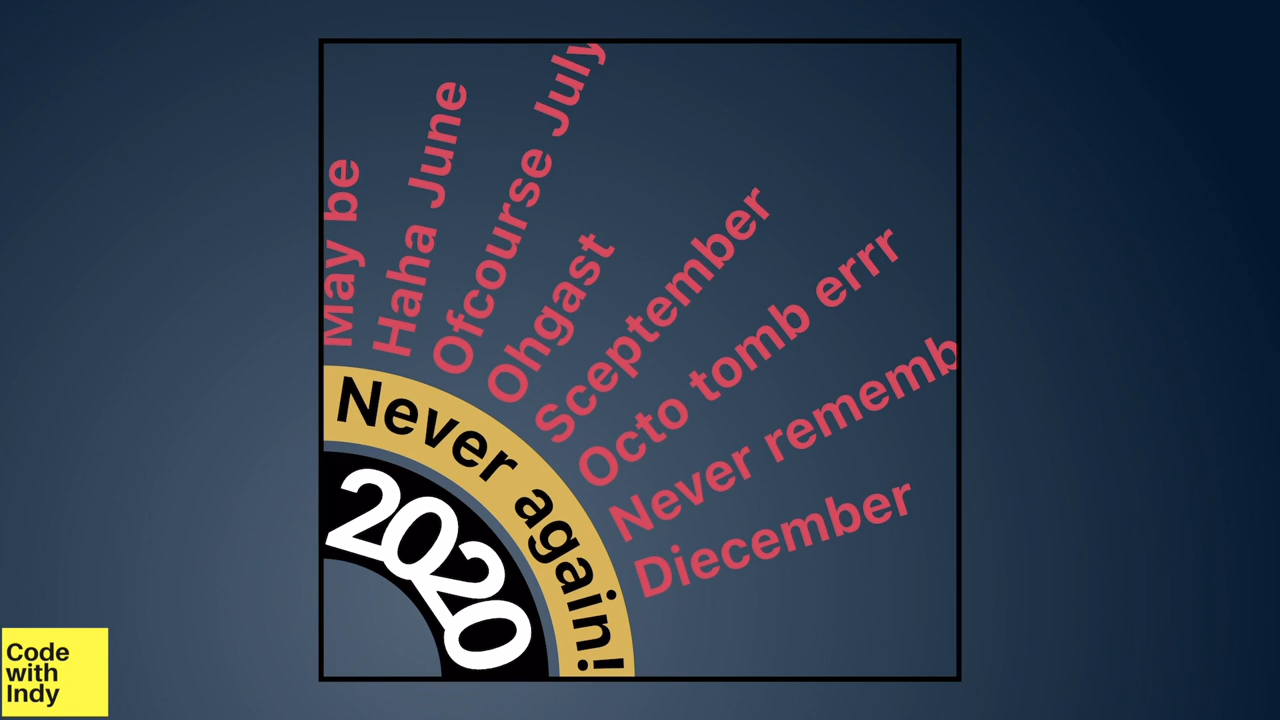 May be
Haha June
Ofcourse July
Ohgast
Sceptember
Octo tomb errr
Never rememb
Diecember
Never again!
2020
Code
with
Indy